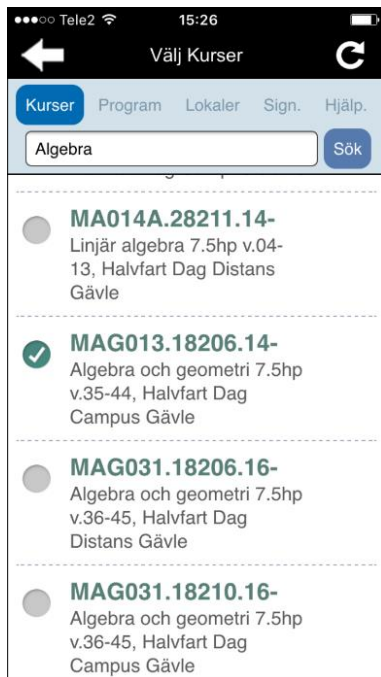 Tele2 15:26
Välj Kurser
Kurser Program Lokaler Sign. Hjälp.
Algebra Sök
MA014A.28211.14-
Linjär algebra 7.5hp v.04-
13, Halvfart Dag Distans
Gävle
MAG013.18206.14-
Algebra och geometri 7.5hp
v.35-44, Halvfart Dag
Campus Gävle
MAG031.18206.16-
Algebra och geometri 7.5hp
v.36-45, Halvfart Dag
Distans Gävle
MAG031.18210.16-
Algebra och geometri 7.5hp
v.36-45, Halvfart Dag
Campus Gävle